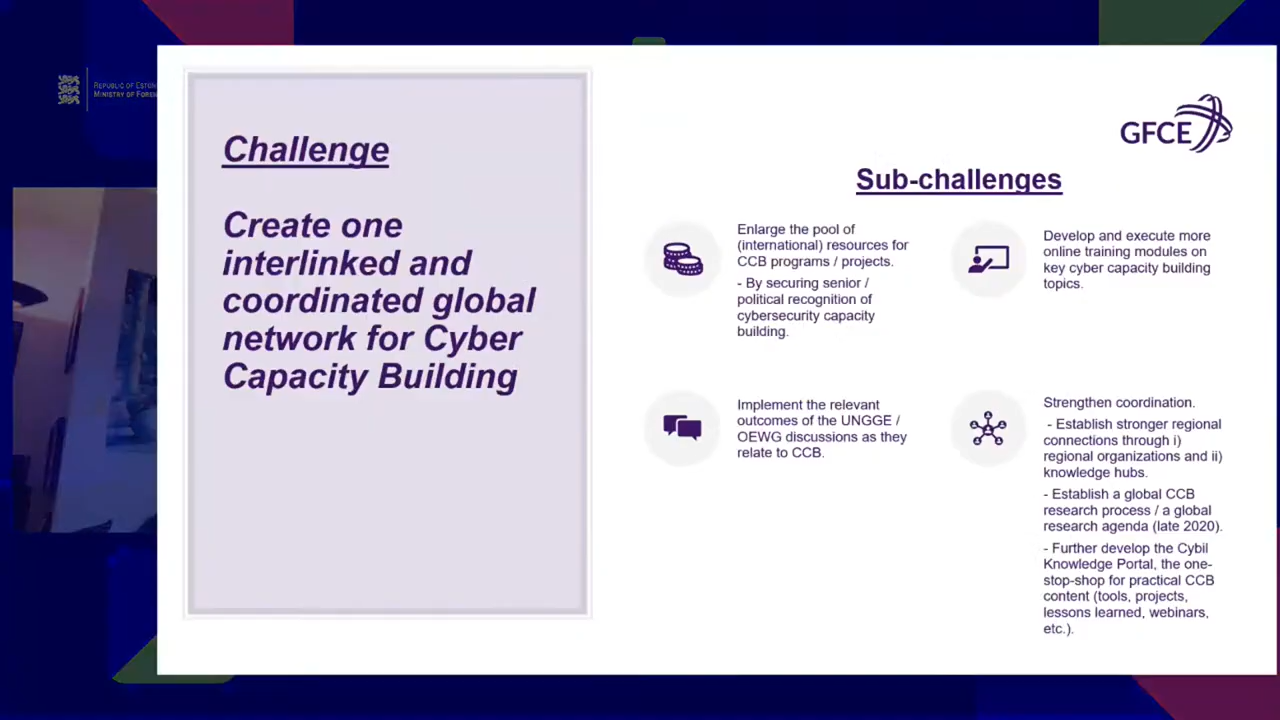 REPUBLIC OF
MINISTRY OF
Challenge
Create one
interlinked and
coordinated global
network for Cyber
Capacity Building
GFCE
Sub-challenges
Enlarge the pool of
(international) resources for
CCB programs / projects.
- By securing senior /
political recognition of
cybersecurity capacity
building.
Develop and execute more
online training modules on
key cyber capacity building
topics.
Implement the relevant
outcomes of the UNGGE /
OEWG discussions as they
relate to CCB.
Strengthen coordination.
- Establish stronger regional
connections through i)
regional organizations and ii)
knowledge hubs.
- Establish a global CCB
research process / a global
research agenda (late 2020).
- Further develop the Cybil
Knowledge Portal, the one-
stop-shop for practical CCB
content (tools, projects,
lessons learned, webinars,
etc.).